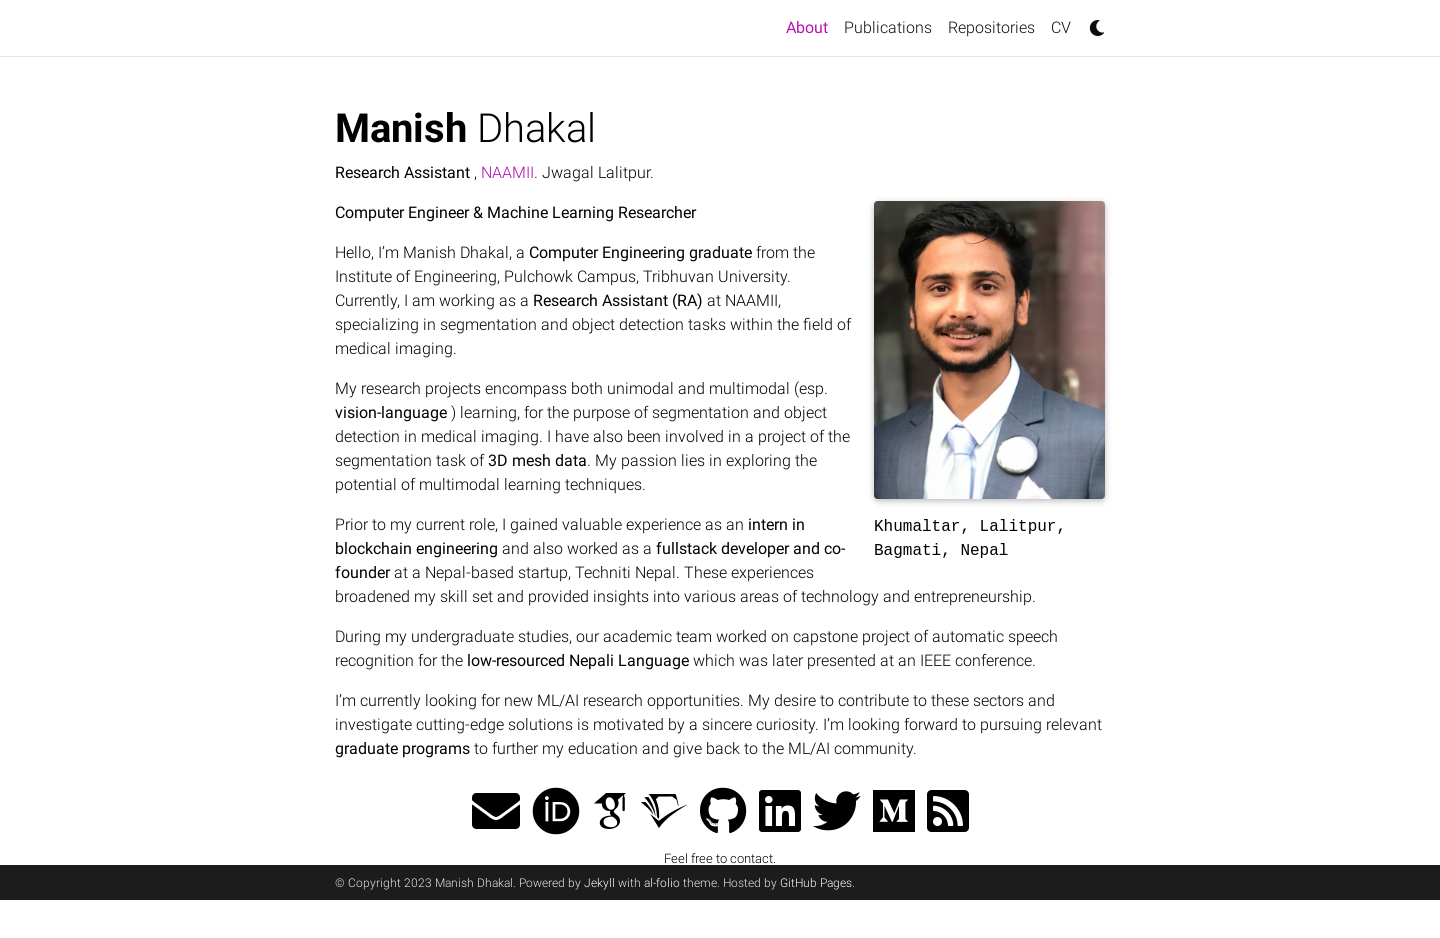 About Publications Repositories CV
Manish Dhakal
Research Assistant , NAAMII. Jwagal Lalitpur.
Computer Engineer & Machine Learning Researcher
Hello, I’m Manish Dhakal, a Computer Engineering graduate from the
Institute of Engineering, Pulchowk Campus, Tribhuvan University.
Currently, I am working as a Research Assistant (RA) at NAAMII,
specializing in segmentation and object detection tasks within the field of
medical imaging.
My research projects encompass both unimodal and multimodal (esp.
vision-language ) learning, for the purpose of segmentation and object
detection in medical imaging. I have also been involved in a project of the
segmentation task of 3D mesh data. My passion lies in exploring the
potential of multimodal learning techniques.
Khumaltar, Lalitpur,
Bagmati, Nepal
Prior to my current role, I gained valuable experience as an intern in
blockchain engineering and also worked as a fullstack developer and co-
founder at a Nepal-based startup, Techniti Nepal. These experiences
broadened my skill set and provided insights into various areas of technology and entrepreneurship.
During my undergraduate studies, our academic team worked on capstone project of automatic speech
recognition for the low-resourced Nepali Language which was later presented at an IEEE conference.
I’m currently looking for new ML/AI research opportunities. My desire to contribute to these sectors and
investigate cutting-edge solutions is motivated by a sincere curiosity. I’m looking forward to pursuing relevant
graduate programs to further my education and give back to the ML/AI community.
Feel free to contact.
© Copyright 2023 Manish Dhakal. Powered by Jekyll with al-folio theme. Hosted by GitHub Pages.